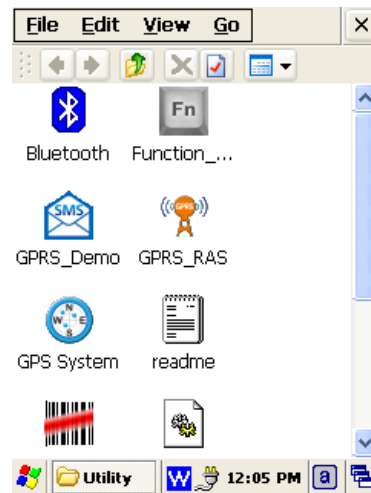 File Edit View Go
Bluetooth Fn Function_...
SMS GPRS_Demo
GPRS GPRS_RAS
N W E S
GPS System readme
Utility W 12:05 PM a